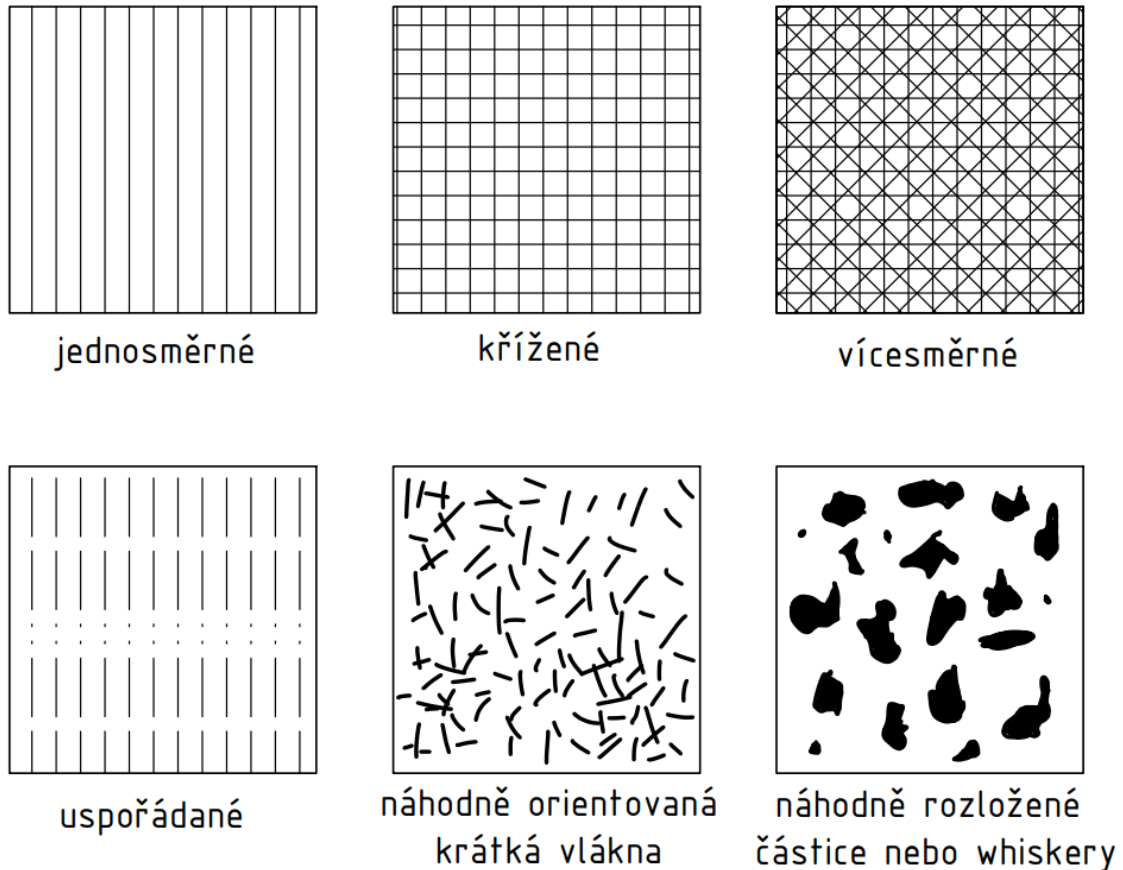 jednosměrné
křížené
vícesměrné
uspořádané
náhodně orientovaná
krátká vlákna
náhodně rozložené
částice nebo whiskery